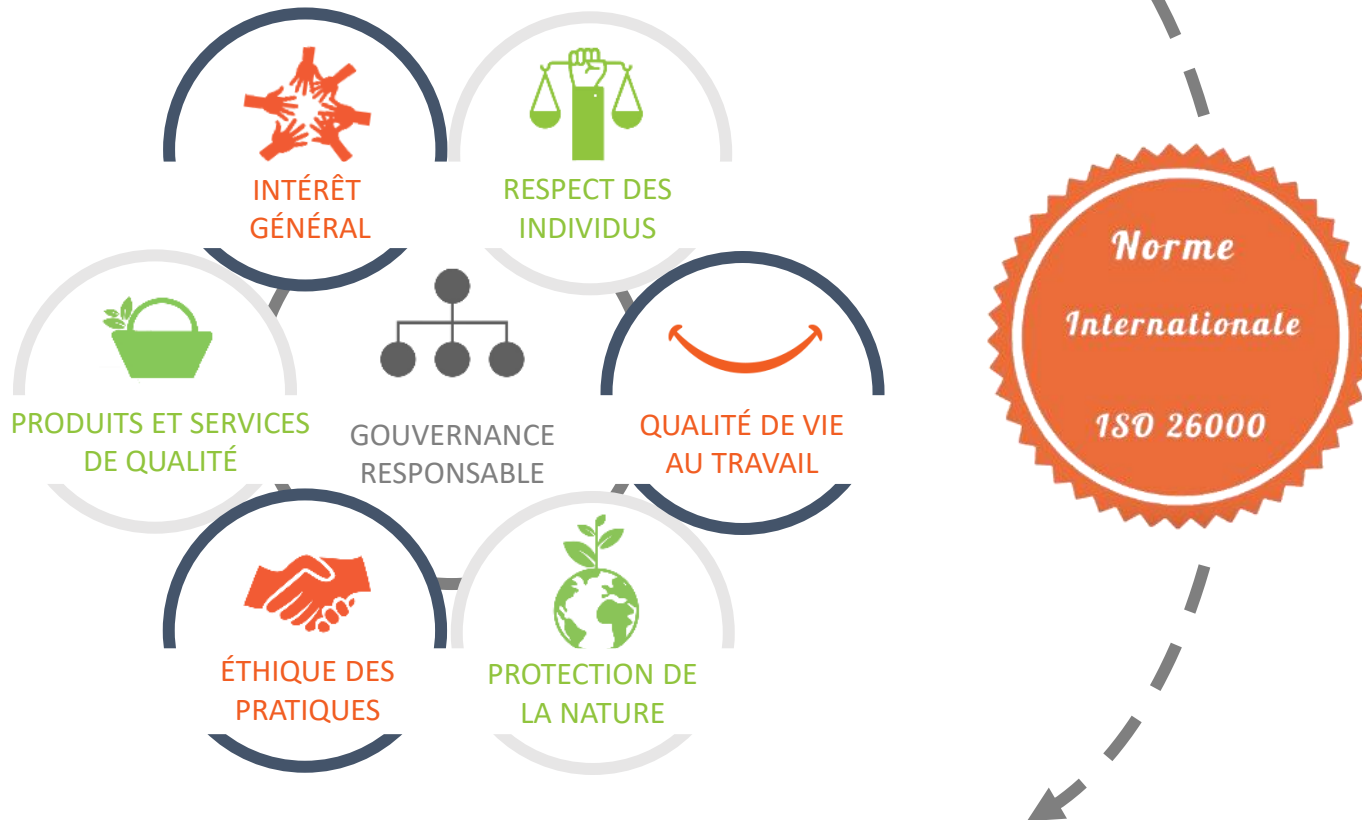 INTÉRÊT
GÉNÉRAL
RESPECT DES
INDIVIDUS
PRODUITS ET SERVICES
DE QUALITÉ
GOUVERNANCE
RESPONSABLE
QUALITÉ DE VIE
AU TRAVAIL
ÉTHIQUE DES
PRATIQUES
PROTECTION DE
LA NATURE
Norme
Internationale
ISO 26000